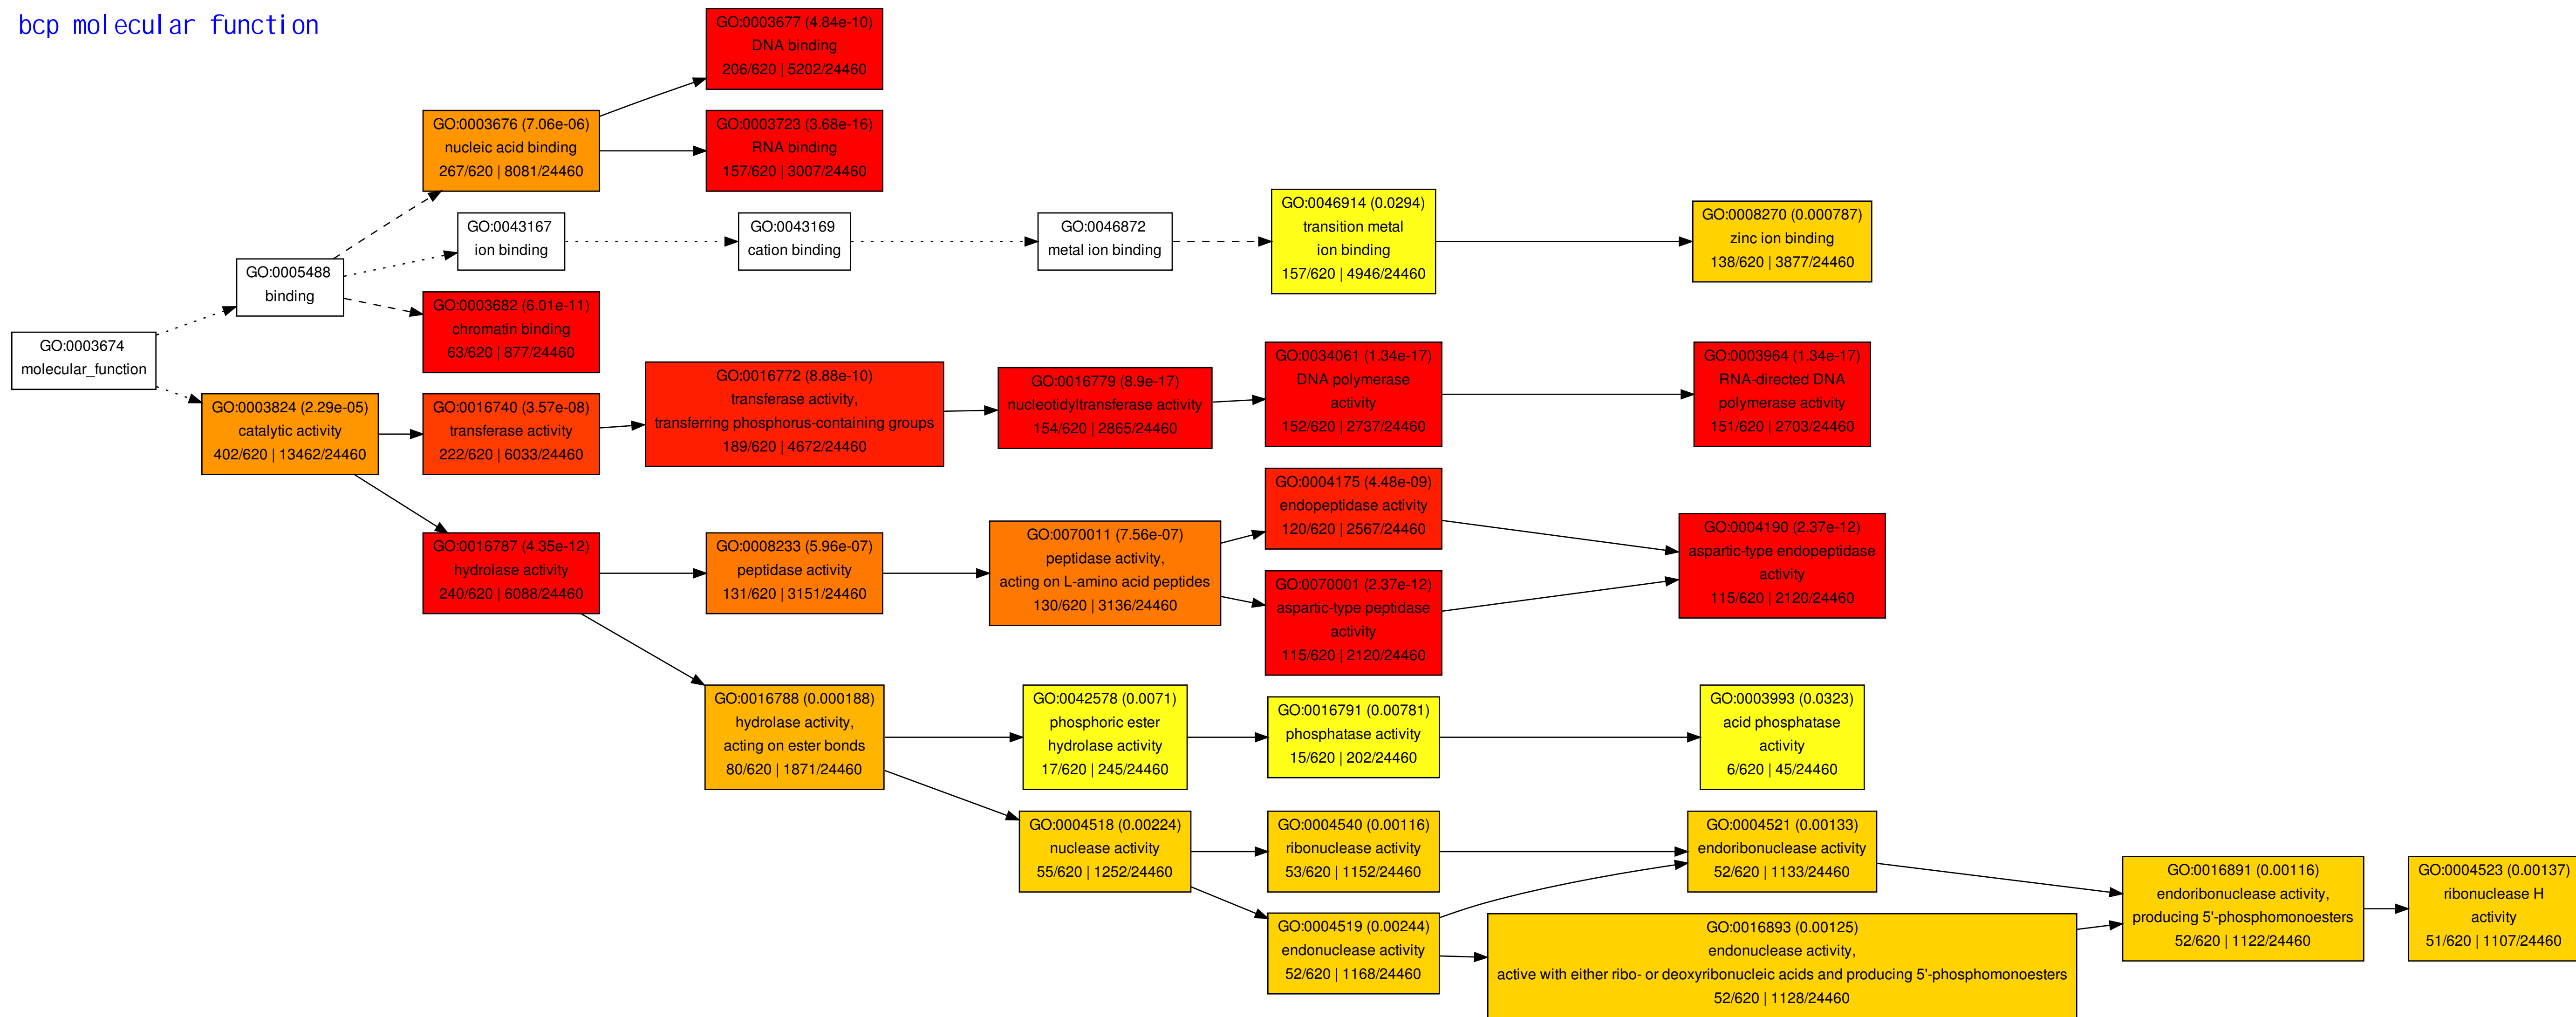 bcp molecular function
GO:0003677 (4.84e-10)
DNA binding
206/620 | 5202/24460
GO:0003676 (7.06e-06)
nucleic acid binding
267/620 | 8081/24460
GO:0003723 (3.68e-16)
RNA binding
157/620 | 3007/24460
GO:0043167
ion binding
GO:0043169
cation binding
GO:0046872
metal ion binding
GO:0046914 (0.0294)
transition metal
ion binding
157/620 | 4946/24460
GO:0008270 (0.000787)
zinc ion binding
138/620 | 3877/24460
GO:0005488
binding
GO:0003682 (6.01e-11)
chromatin binding
63/620 | 877/24460
GO:0003674
molecular_function
GO:0003824 (2.29e-05)
catalytic activity
402/620 | 13462/24460
GO:0016740 (3.57e-08)
transferase activity
222/620 | 6033/24460
GO:0016772 (8.88e-10)
transferase activity,
transferring phosphorus-containing groups
189/620 | 4672/24460
GO:0016779 (8.9e-17)
nucleotidyltransferase activity
154/620 | 2865/24460
GO:0034061 (1.34e-17)
DNA polymerase
activity
152/620 | 2737/24460
GO:0003964 (1.34e-17)
RNA-directed DNA
polymerase activity
151/620 | 2703/24460
GO:0016787 (4.35e-12)
hydrolase activity
240/620 | 6088/24460
GO:0008233 (5.96e-07)
peptidase activity
131/620 | 3151/24460
GO:0070011 (7.56e-07)
peptidase activity,
acting on L-amino acid peptides
130/620 | 3136/24460
GO:0004175 (4.48e-09)
endopeptidase activity
120/620 | 2567/24460
GO:0070001 (2.37e-12)
aspartic-type peptidase
activity
115/620 | 2120/24460
GO:0004190 (2.37e-12)
aspartic-type endopeptidase
activity
115/620 | 2120/24460
GO:0016788 (0.000188)
hydrolase activity,
acting on ester bonds
80/620 | 1871/24460
GO:0042578 (0.0071)
phosphoric ester
hydrolase activity
17/620 | 245/24460
GO:0016791 (0.00781)
phosphatase activity
15/620 | 202/24460
GO:0003993 (0.0323)
acid phosphatase
activity
6/620 | 45/24460
GO:0004518 (0.00224)
nuclease activity
55/620 | 1252/24460
GO:0004540 (0.00116)
ribonuclease activity
53/620 | 1152/24460
GO:0004521 (0.00133)
endoribonuclease activity
52/620 | 1133/24460
GO:0004519 (0.00244)
endonuclease activity
52/620 | 1168/24460
GO:0016893 (0.00125)
endonuclease activity,
active with either ribo- or deoxyribonucleic acids and producing 5'-phosphomonoesters
52/620 | 1128/24460
GO:0016891 (0.00116)
endoribonuclease activity,
producing 5'-phosphomonoesters
52/620 | 1122/24460
GO:0004523 (0.00137)
ribonuclease H
activity
51/620 | 1107/24460